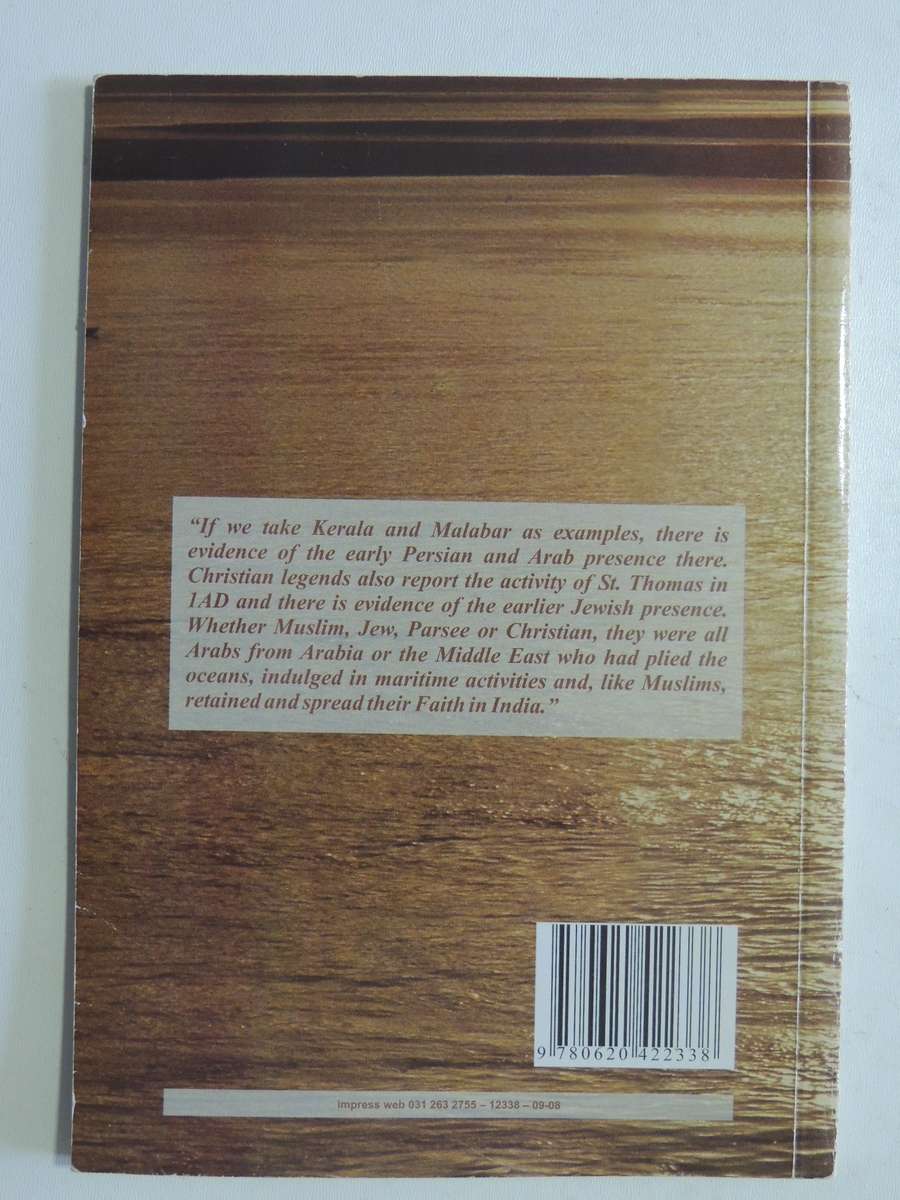 “If we take Kerala and Malabar as examples, there is
evidence of the early Persian and Arab presence there.
Christian legends also report the activity of St. Thomas in
1AD and there is evidence of the earlier Jewish presence.
Whether Muslim, Jew, Parsee or Christian, they were all
Arabs from Arabia or the Middle East who had plied the
oceans, indulged in maritime activities and, like Muslims,
retained and spread their Faith in India.”
9 780620 422338
impress web 031 263 2755 – 12338 – 09-08